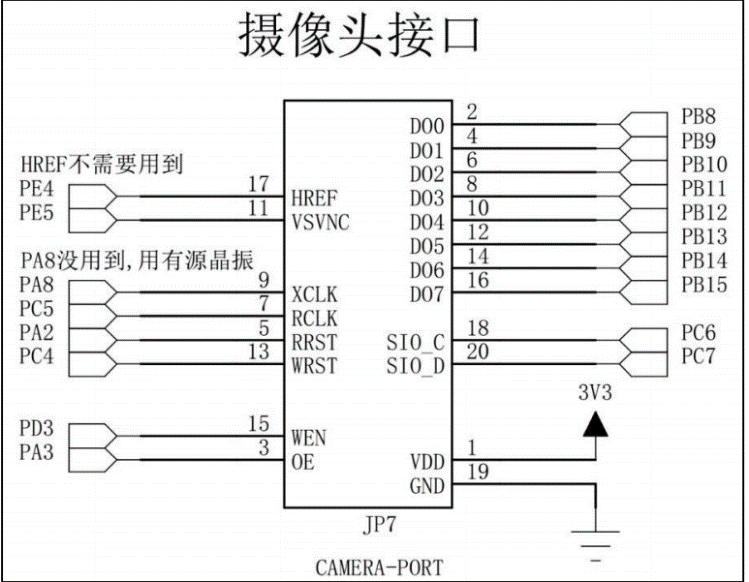 摄像头接口
HREF不需要用到
PE4 17 HREF
PE5 11 VSVNC
PA8没用到,用有源晶振
PA8 9 XCLK
PC5 7 RCLK
PA2 5 RRST
PC4 13 WRST
PD3 15 WEN
PA3 3 OE
DO0 2 PB8
DO1 4 PB9
DO2 6 PB10
DO3 8 PB11
DO4 10 PB12
DO5 12 PB13
DO6 14 PB14
DO7 16 PB15
SIO_C 18 PC6
SIO_D 20 PC7
3V3
VDD 1
GND 19
JP7
CAMERA-PORT